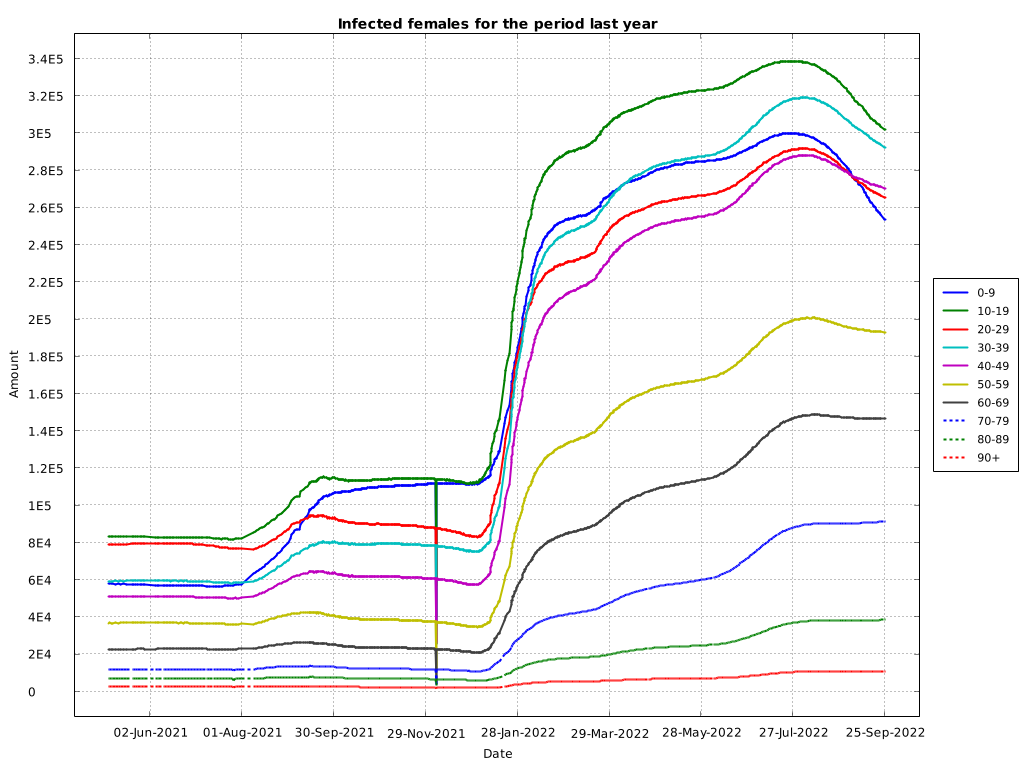 Infected females for the period last year
Amount
3.4E5
3.2E5
3E5
2.8E5
2.6E5
2.4E5
2.2E5
2E5
1.8E5
1.6E5
1.4E5
1.2E5
1E5
8E4
6E4
4E4
2E4
0
02-Jun-2021 01-Aug-2021 30-Sep-2021 29-Nov-2021 28-Jan-2022 29-Mar-2022 28-May-2022 27-Jul-2022 25-Sep-2022
Date
0-9
10-19
20-29
30-39
40-49
50-59
60-69
70-79
80-89
90+